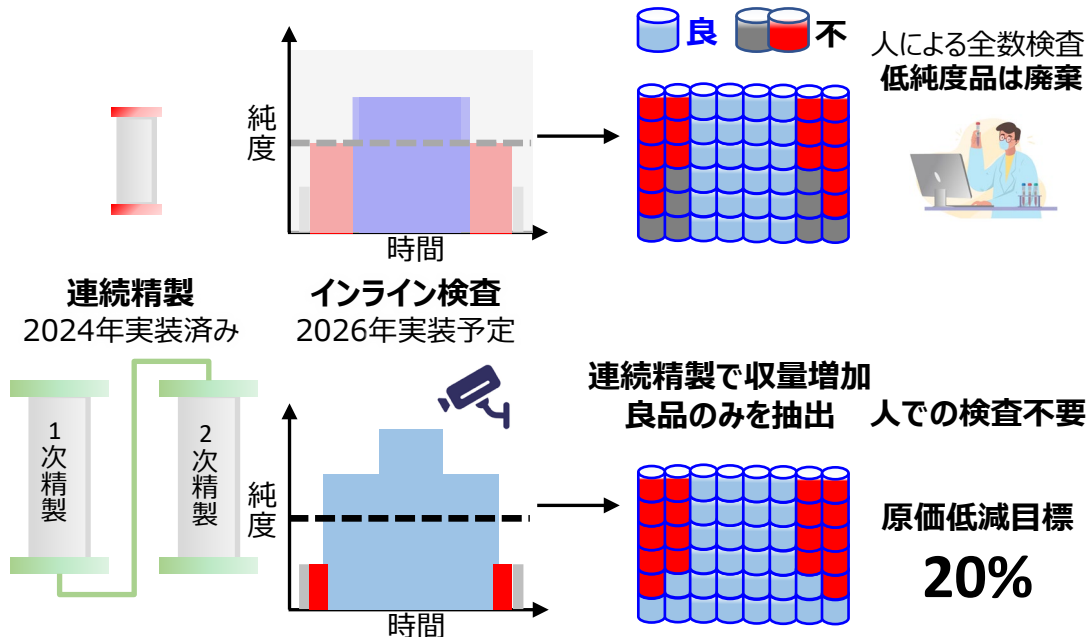 良
不
人による全数検査
低純度品は廃棄
純度
時間
連続精製
2024年実装済み
インライン検査
2026年実装予定
1次精製
2次精製
純度
時間
連続精製で収量増加
良品のみを抽出
人での検査不要
原価低減目標
20%